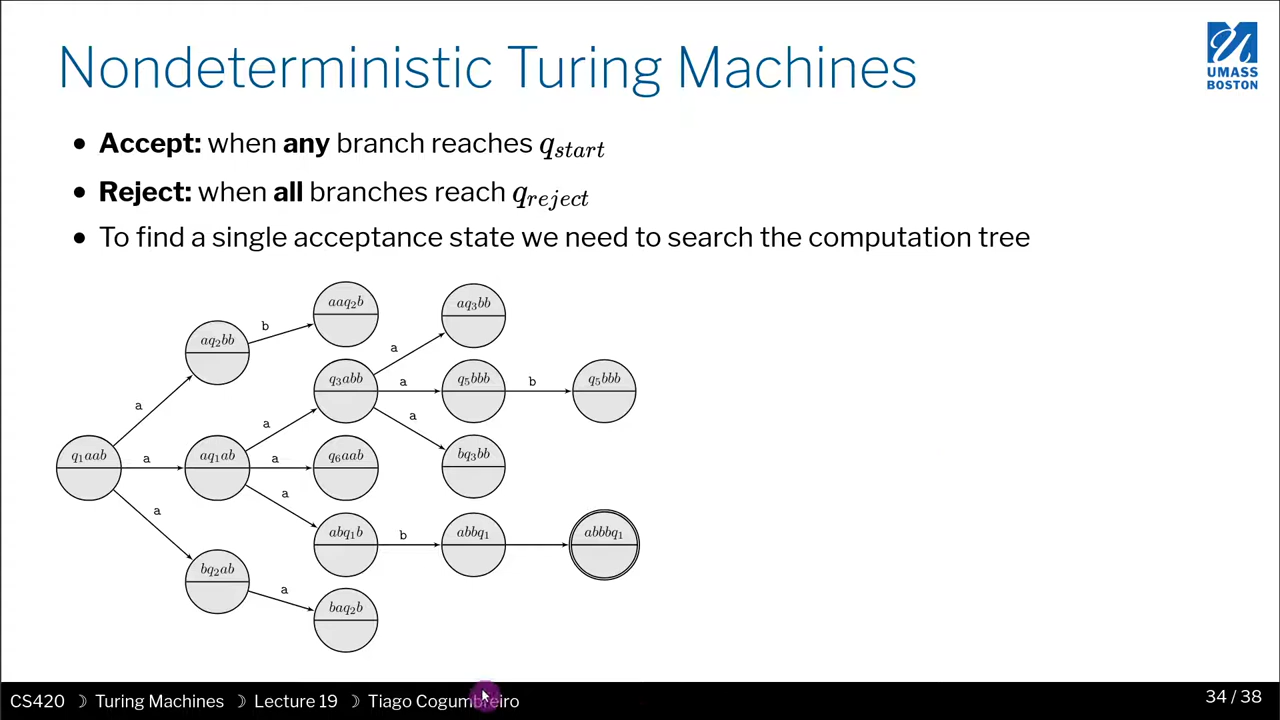 Nondeterministic Turing Machines
UMASS
BOSTON
• Accept: when any branch reaches q_start
• Reject: when all branches reach q_reject
• To find a single acceptance state we need to search the computation tree
aaq₂b
aq₃bb
b
aq₂bb
a
q₃abb
a
q₅bbb
b
q₅bbb
a
a
a
q₁aab
a
aq₁ab
a
q₆aab
bq₃bb
a
a
abq₁b
b
abbq₁
abbbq₁
bq₂ab
a
baq₂b
CS420 ☽ Turing Machines ☽ Lecture 19 ☽ Tiago Cogumbreiro
34 / 38